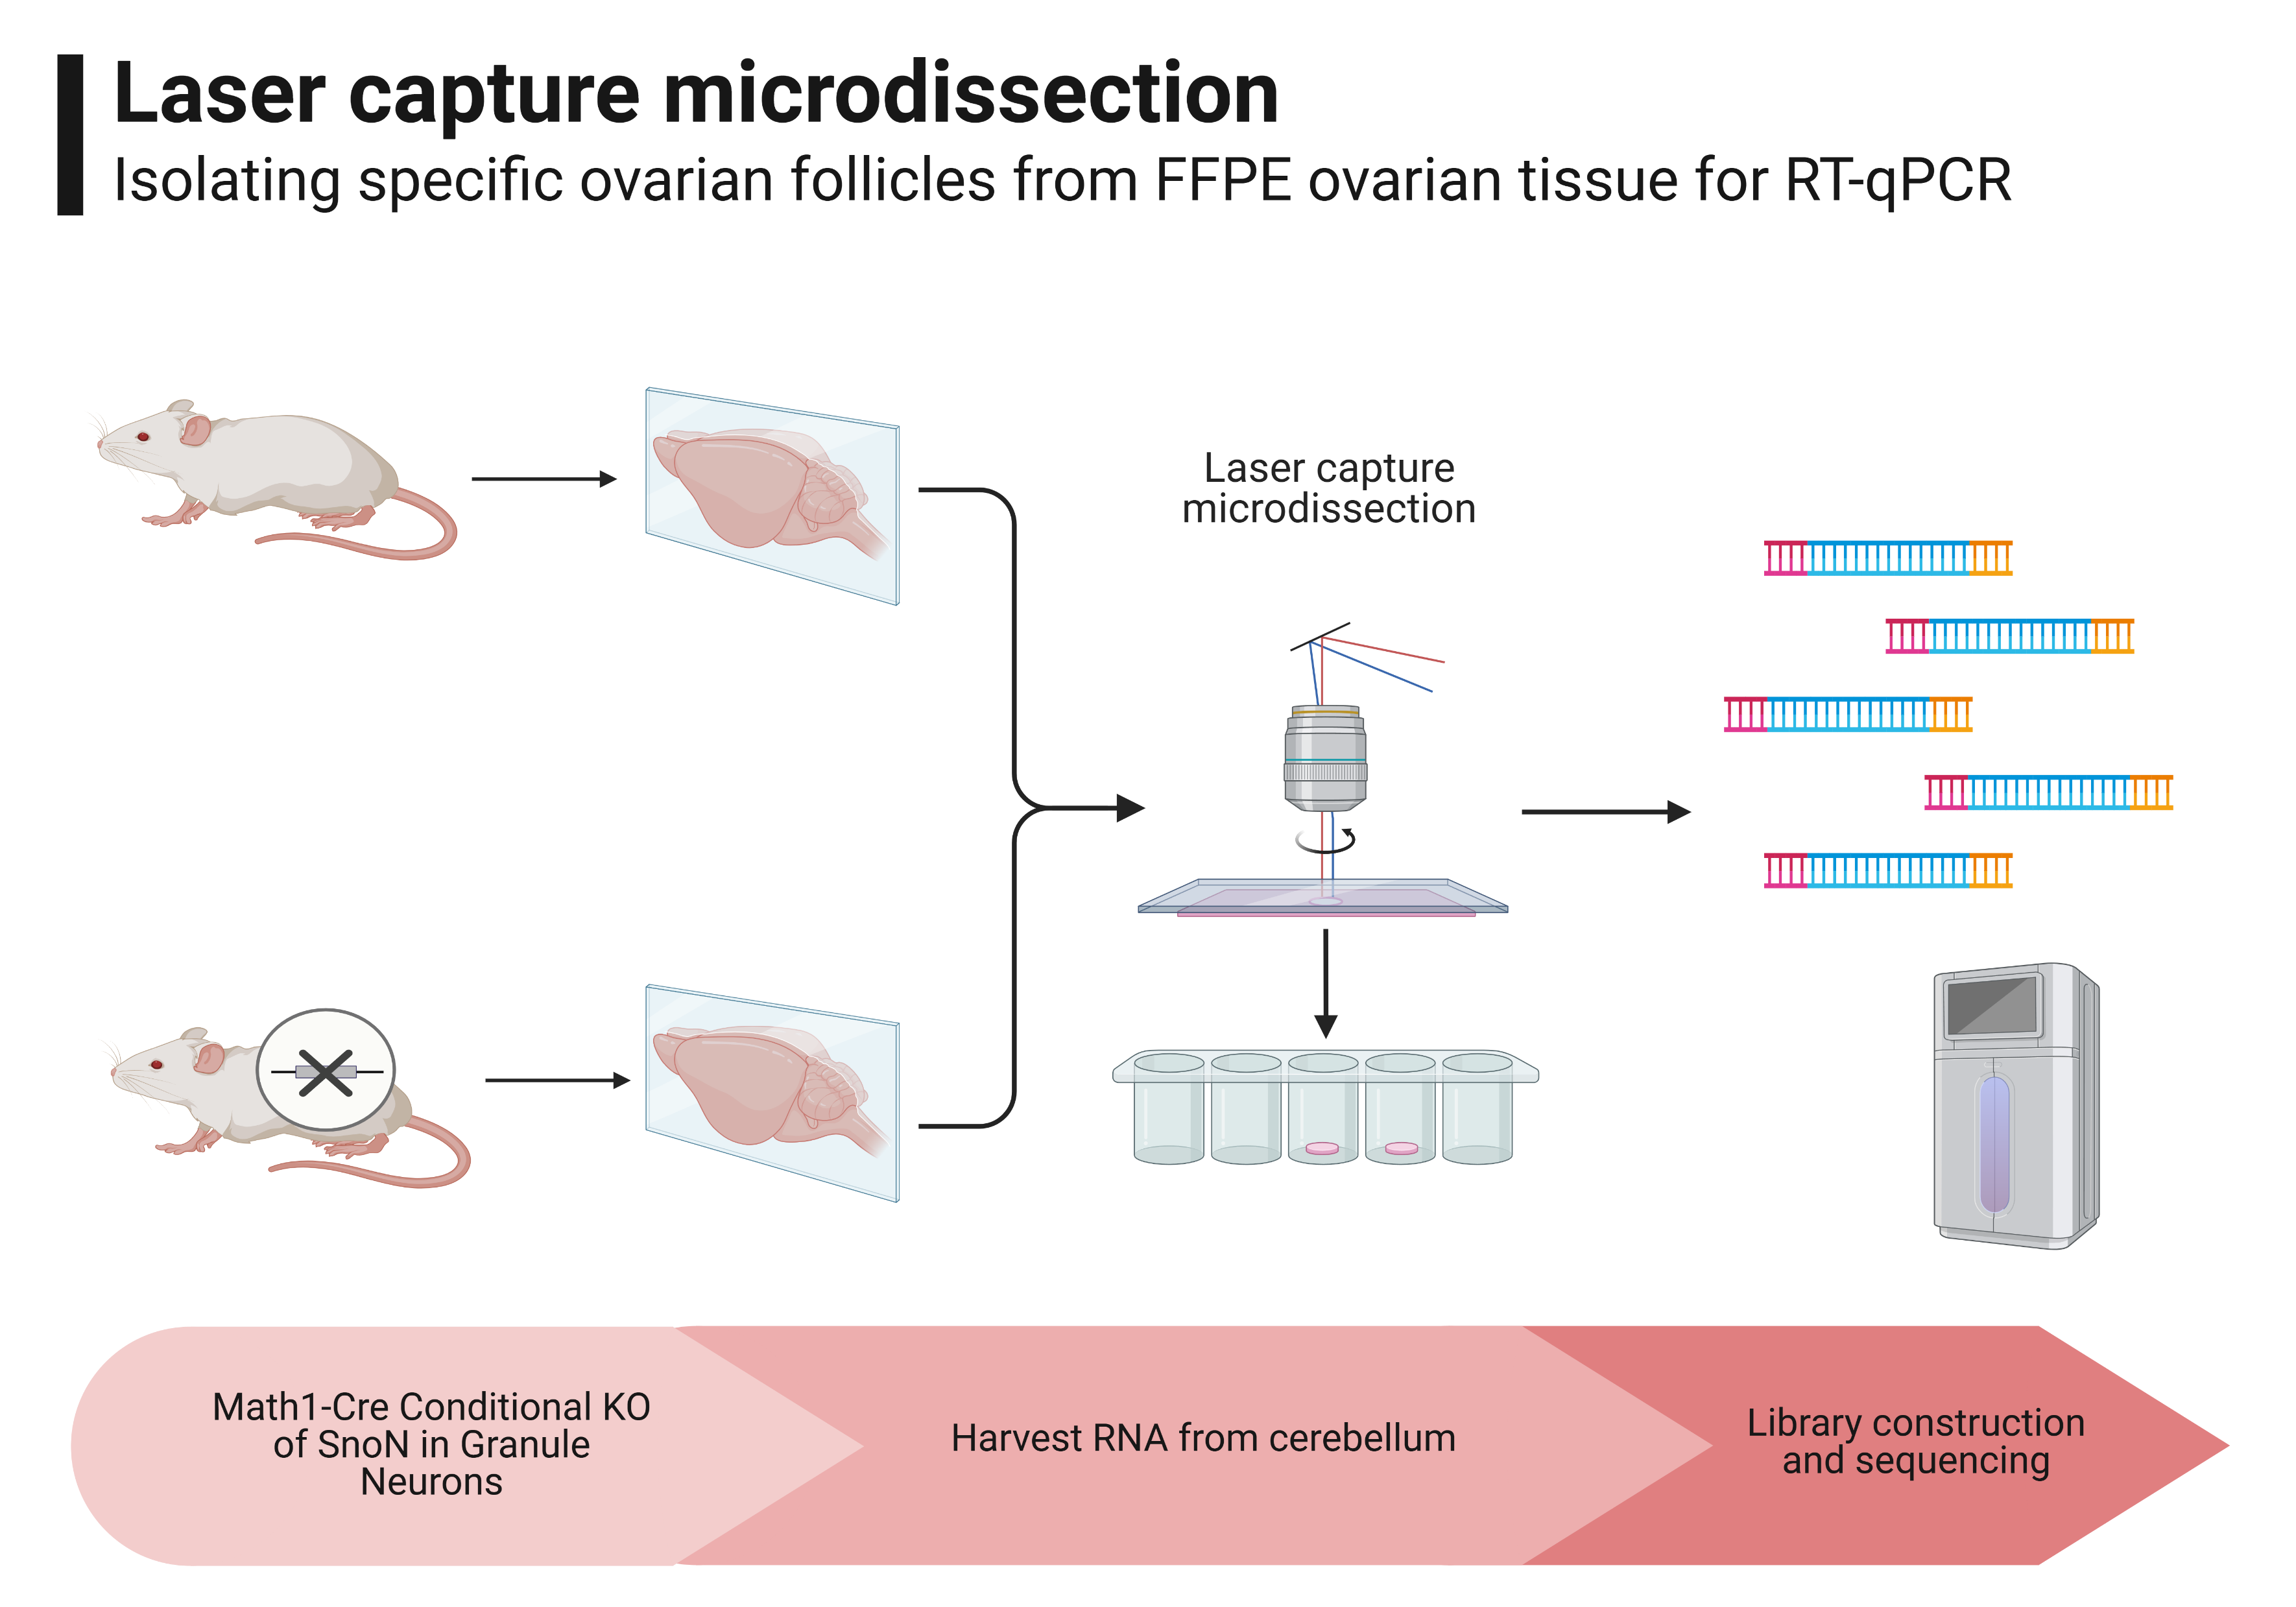 Laser capture microdissection
Isolating specific ovarian follicles from FFPE ovarian tissue for RT-qPCR
Laser capture
microdissection
Math1-Cre Conditional KO
of SnoN in Granule
Neurons
Harvest RNA from cerebellum
Library construction
and sequencing